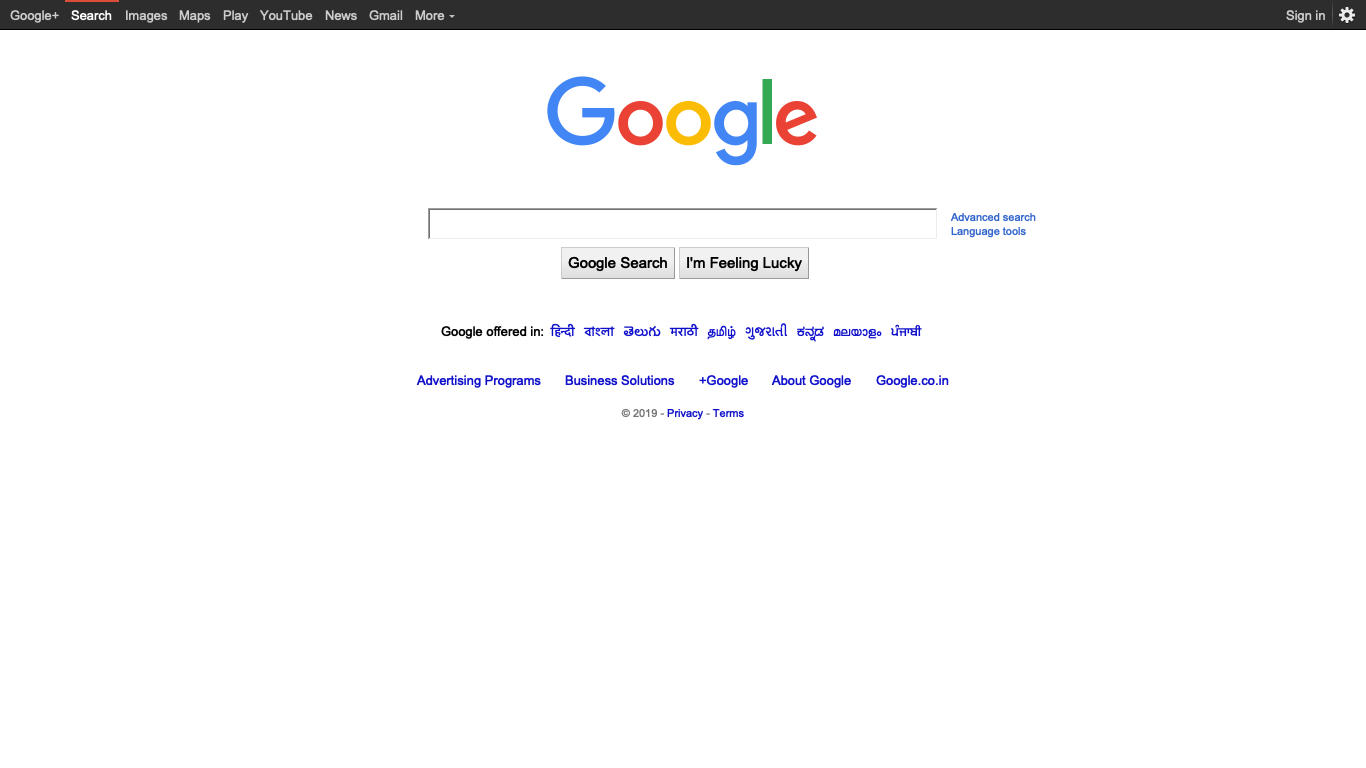 Google+ Search Images Maps Play YouTube News Gmail More Sign in
Google
Advanced search
Language tools
Google Search I'm Feeling Lucky
Google offered in: हिन्दी বাংলা తెలుగు मराठी தமிழ் ગુજરાતી ಕನ್ನಡ മലയാളം ਪੰਜਾਬੀ
Advertising Programs Business Solutions +Google About Google Google.co.in
© 2019 - Privacy - Terms